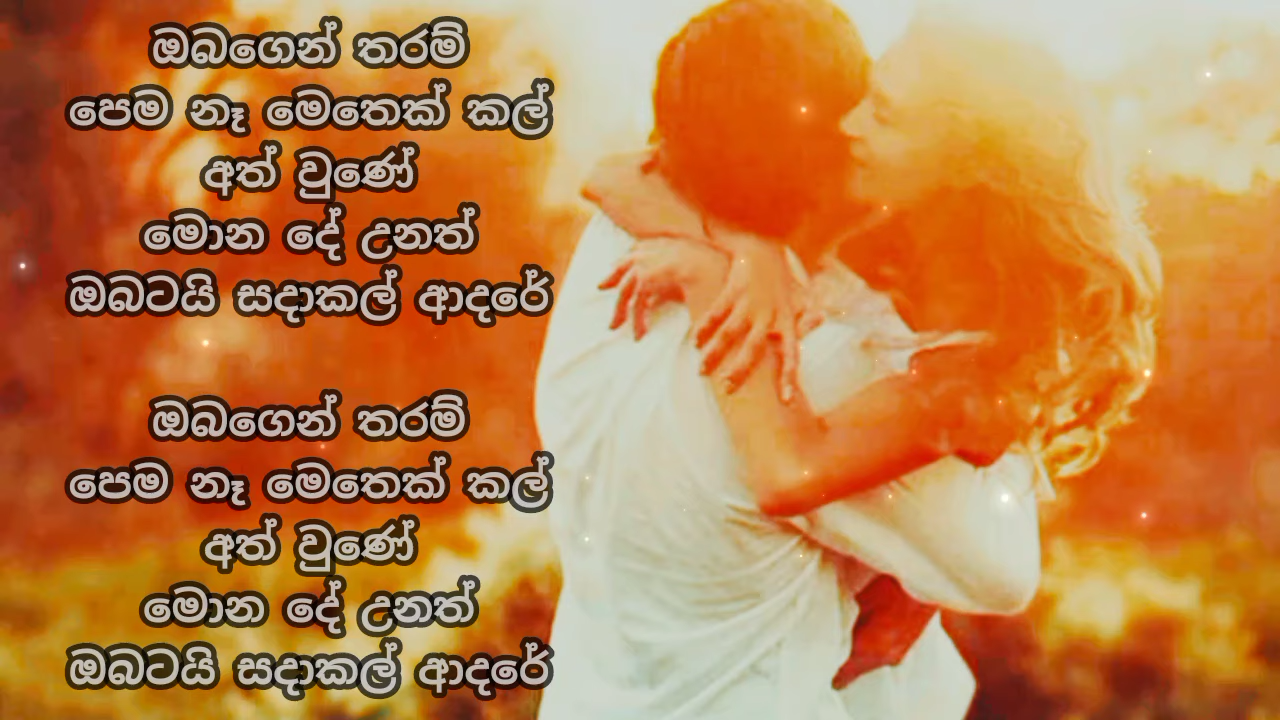 ඔබගෙන් තරම්
පෙම නෑ මෙතෙක් කල්
අත් වුණේ
මොන දේ උනත්
ඔබටයි සදාකල් ආදරේ
ඔබගෙන් තරම්
පෙම නෑ මෙතෙක් කල්
අත් වුණේ
මොන දේ උනත්
ඔබටයි සදාකල් ආදරේ